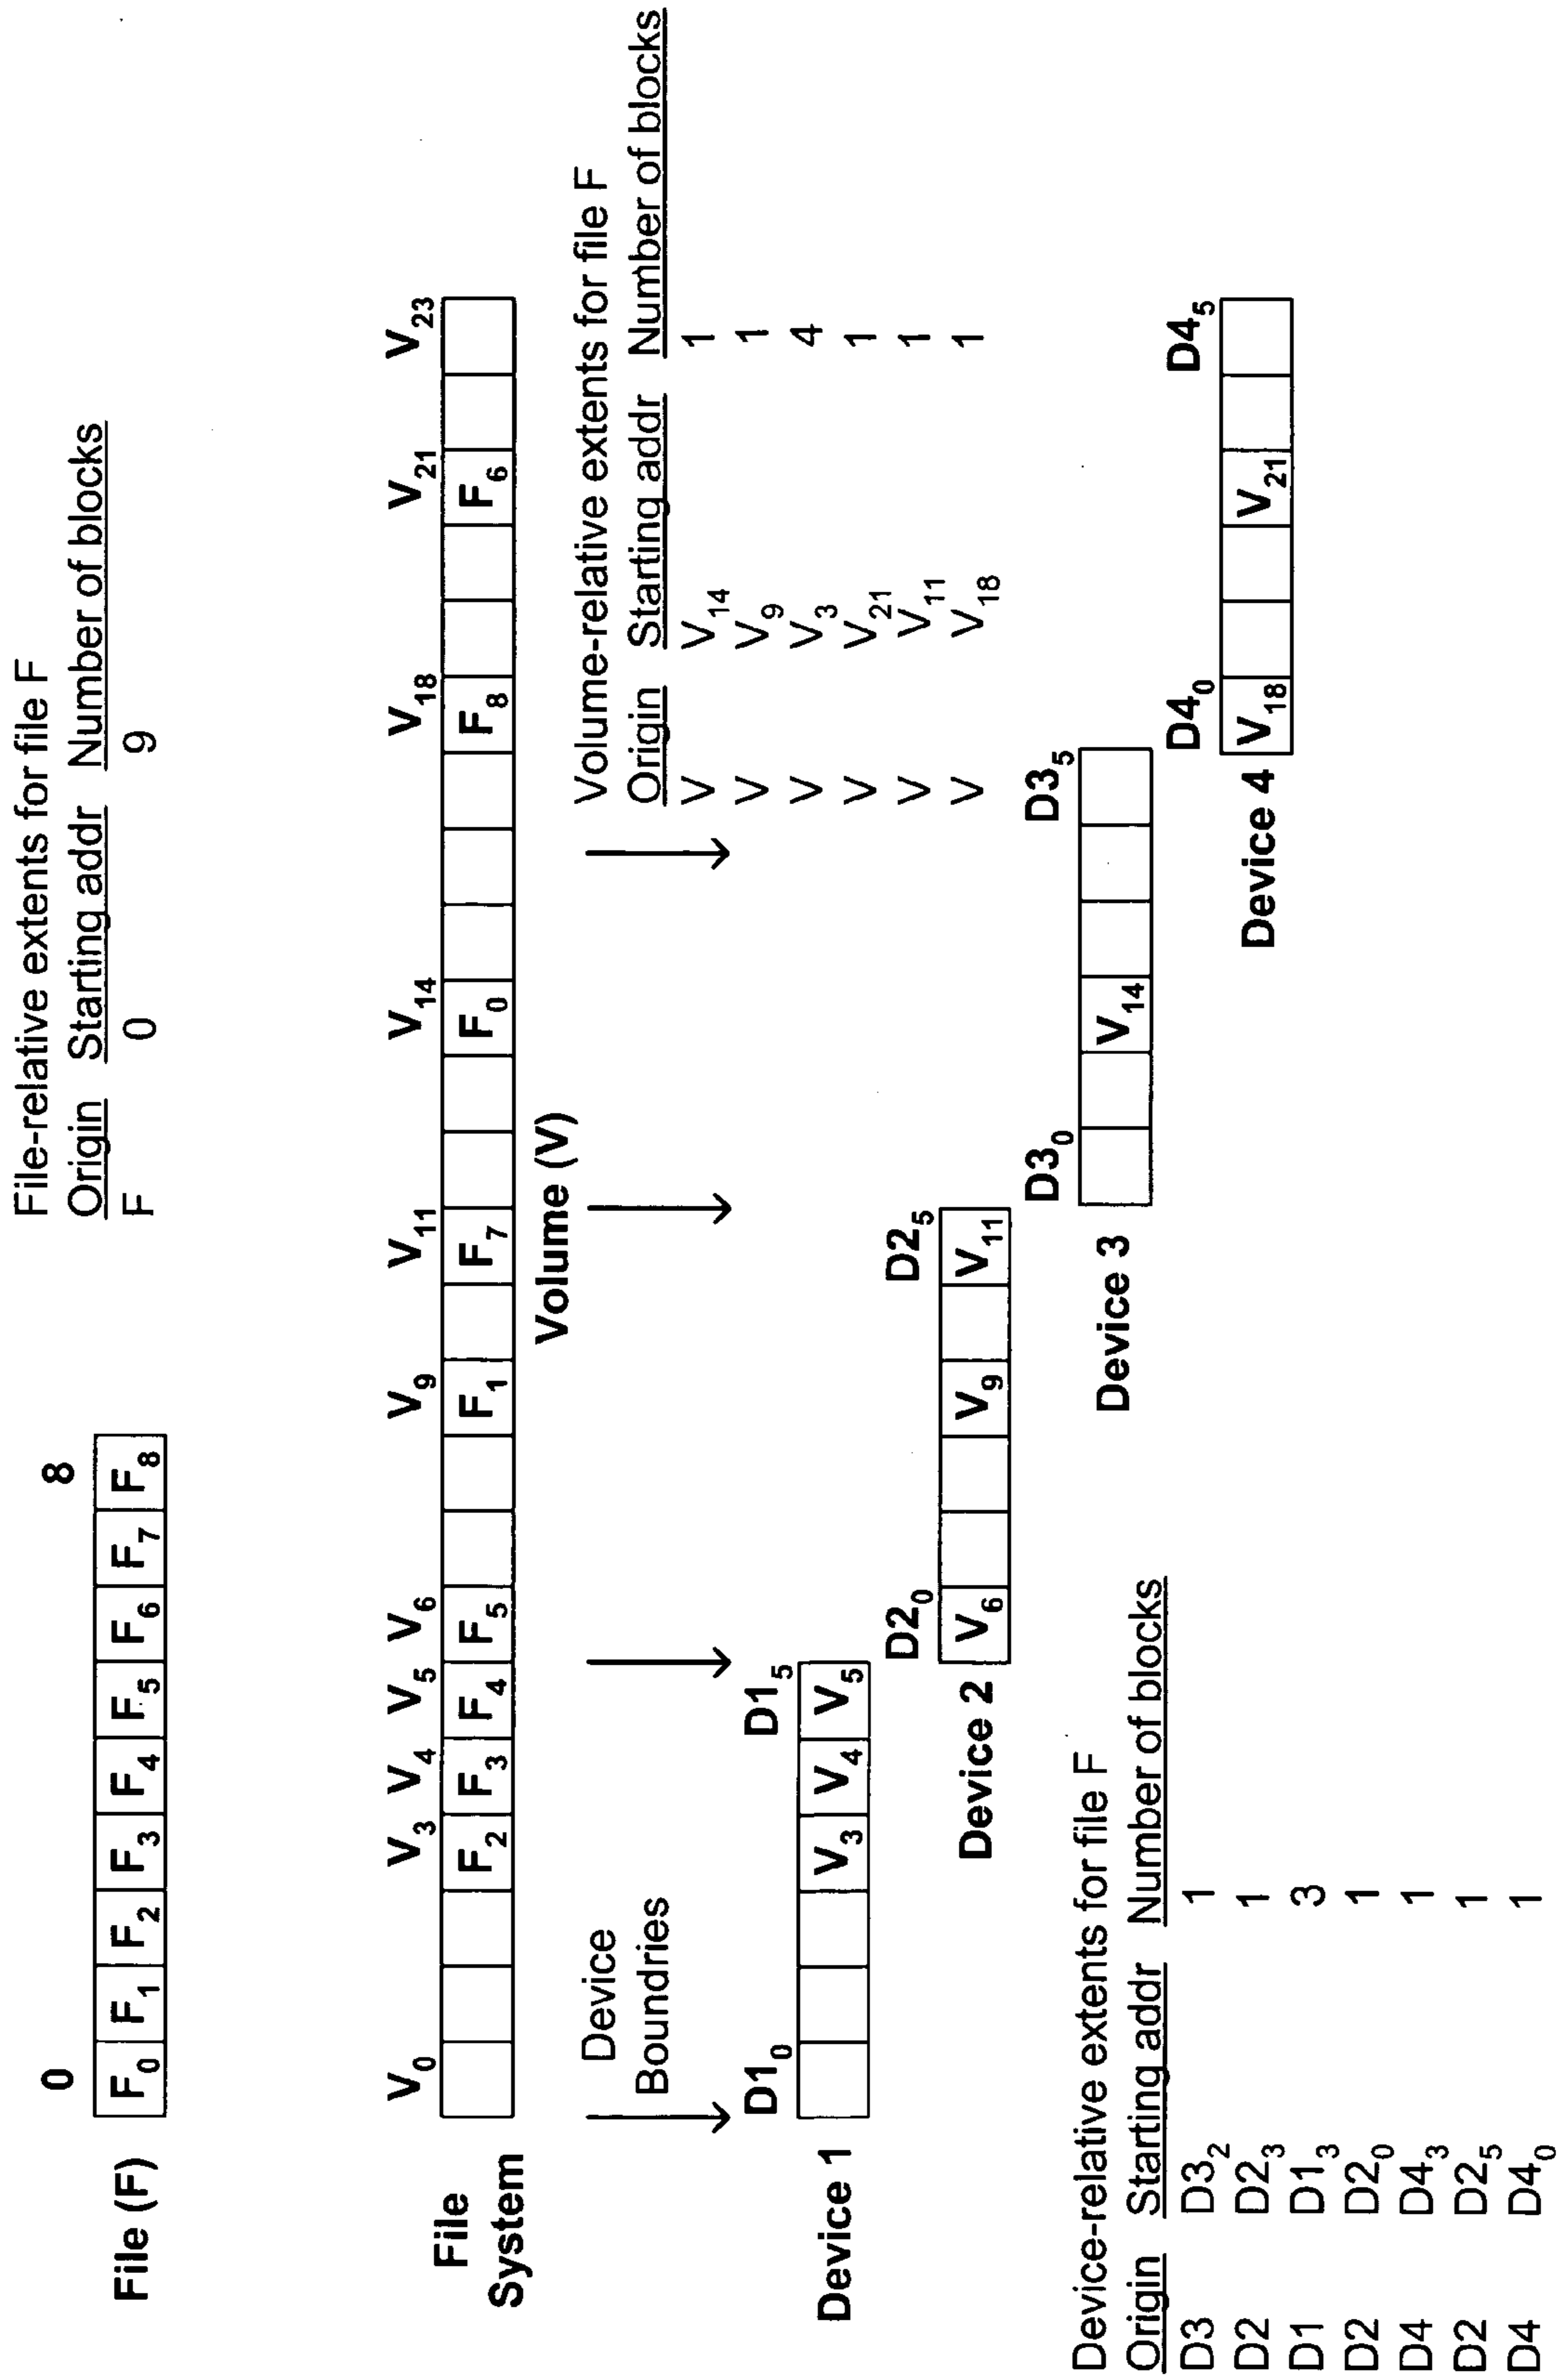 File-relative extents for file F
Origin Starting addr Number of blocks
F 0 9
0 8
File (F) F0 F1 F2 F3 F4 F5 F6 F7 F8
V0 V3 V4 V5 V6 V9 V11 V14 V18 V21 V23
File System F2 F3 F4 F5 F1 F7 F0 F8 F6
Volume (V)
Device
Boundries
Volume-relative extents for file F
Origin Starting addr Number of blocks
V V14 1
V V9 1
V V3 4
V V21 1
V V11 1
V V18 1
D10 D15
Device 1 V3 V4 V5
D20 D25
Device 2 V6 V9 V11
D30 D35
Device 3 V14
D40 D45
Device 4 V18 V21
Device-relative extents for file F
Origin Starting addr Number of blocks
D3 D32 1
D2 D23 1
D1 D13 3
D2 D20 1
D4 D43 1
D2 D25 1
D4 D40 1